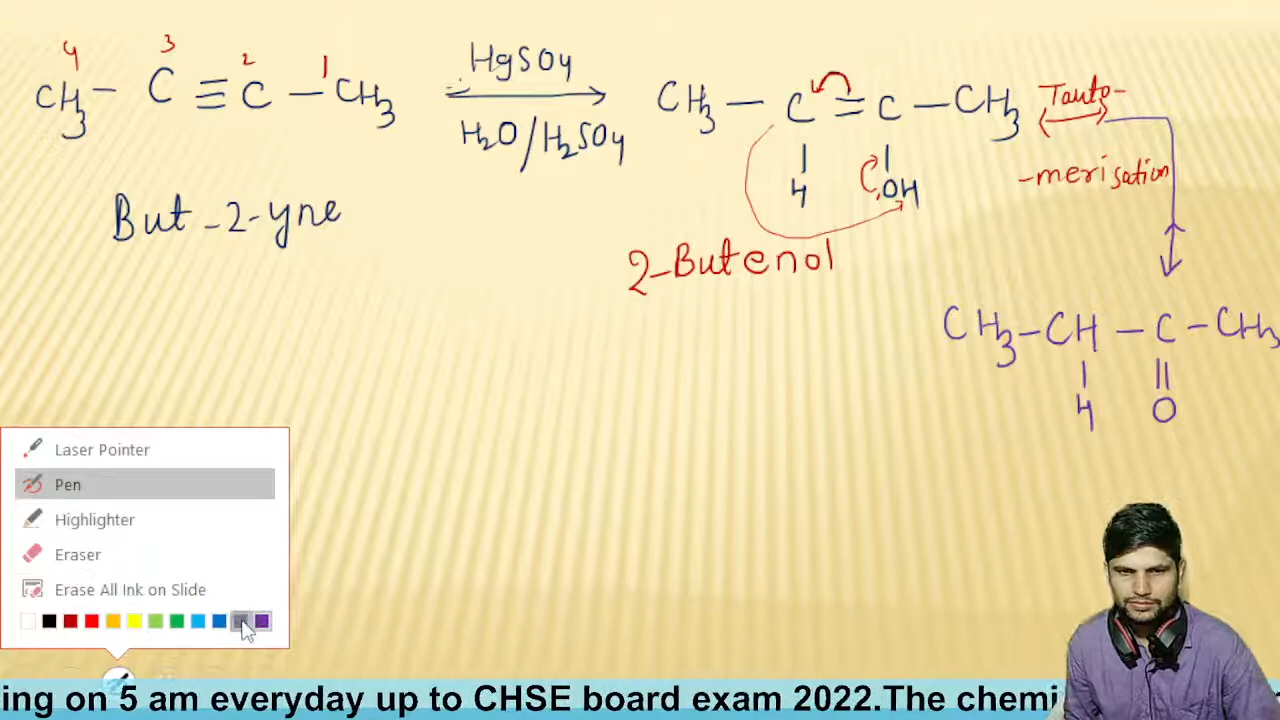 4 3 2 1
CH3 - C ≡ C - CH3
HgSO4
H2O/H2SO4
CH3 - C = C - CH3
H OH
Tauto-
-merisation
But-2-yne
2-Butenol
CH3-CH-C-CH3
H O
Laser Pointer
Pen
Highlighter
Eraser
Erase All Ink on Slide
ing on 5 am everyday up to CHSE board exam 2022.The chemi